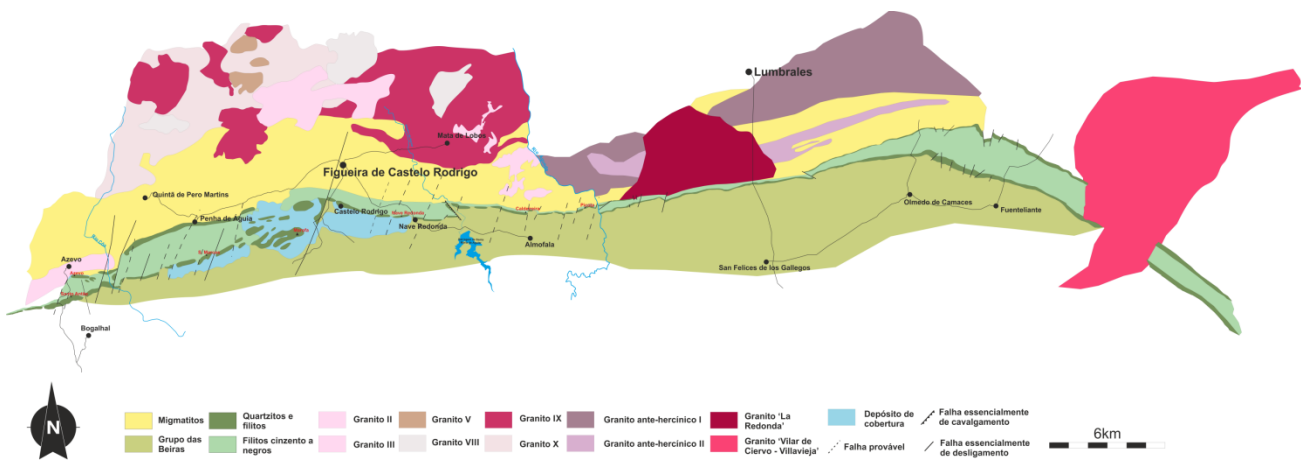 Lumbrales
Mata de Lobos
Figueira de Castelo Rodrigo
Quintã de Pero Martins
Castelo Rodrigo
Olmedo de Camaces
Fuenteliante
Penha de Aguia
Nave Redonda
Nave Redonda
Almofala
Azevo
San Felices de los Gallegos
Bogalhal
N
Migmatitos
Grupo das
Beiras
Quartzitos e
filitos
Filitos cinzento a
negros
Granito II
Granito III
Granito V
Granito VIII
Granito IX
Granito X
Granito ante-hercínico I
Granito ante-hercínico II
Granito 'La
Redonda'
Granito 'Vilar de
Ciervo - Villavieja'
Depósito de
cobertura
Falha provável
Falha essencialmente
de cavalgamento
Falha essencialmente
de desligamento
6km